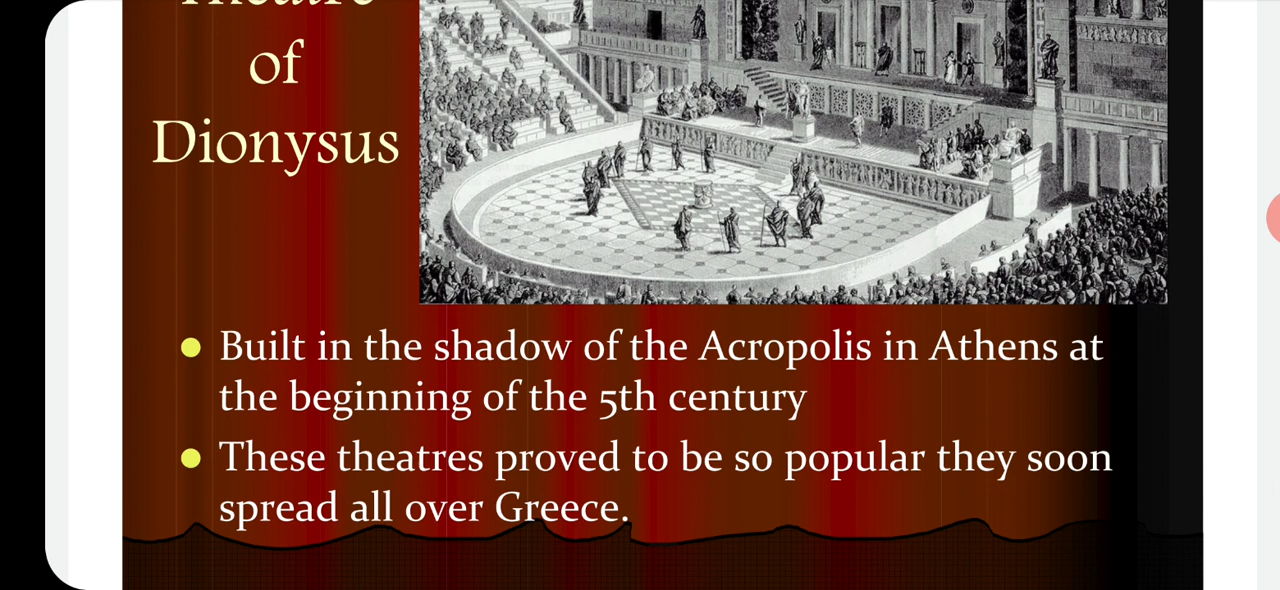 Theatre
of
Dionysus
Built in the shadow of the Acropolis in Athens at
the beginning of the 5th century
These theatres proved to be so popular they soon
spread all over Greece.